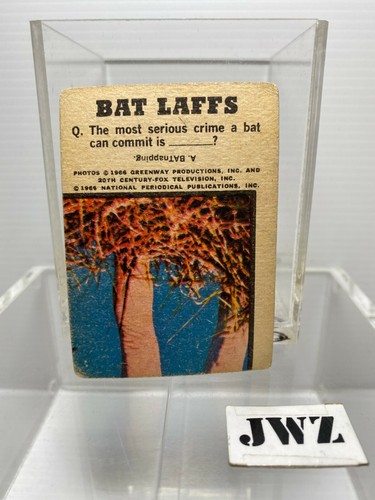 BAT LAFFS
Q. The most serious crime a bat
can commit is ______?
A. BATnapping.
PHOTOS © 1966 GREENWAY PRODUCTIONS, INC. AND
20TH CENTURY-FOX TELEVISION, INC.
© 1966 NATIONAL PERIODICAL PUBLICATIONS, INC.
JWZ